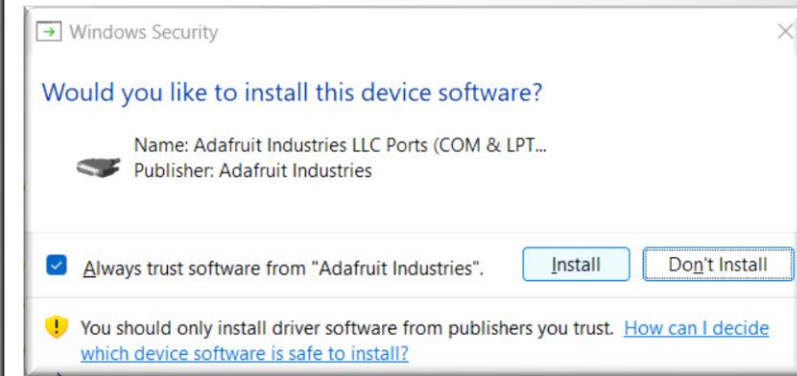 Windows Security
Would you like to install this device software?
Name: Adafruit Industries LLC Ports (COM & LPT...
Publisher: Adafruit Industries
Always trust software from "Adafruit Industries".
Install
Don't Install
You should only install driver software from publishers you trust. How can I decide
which device software is safe to install?